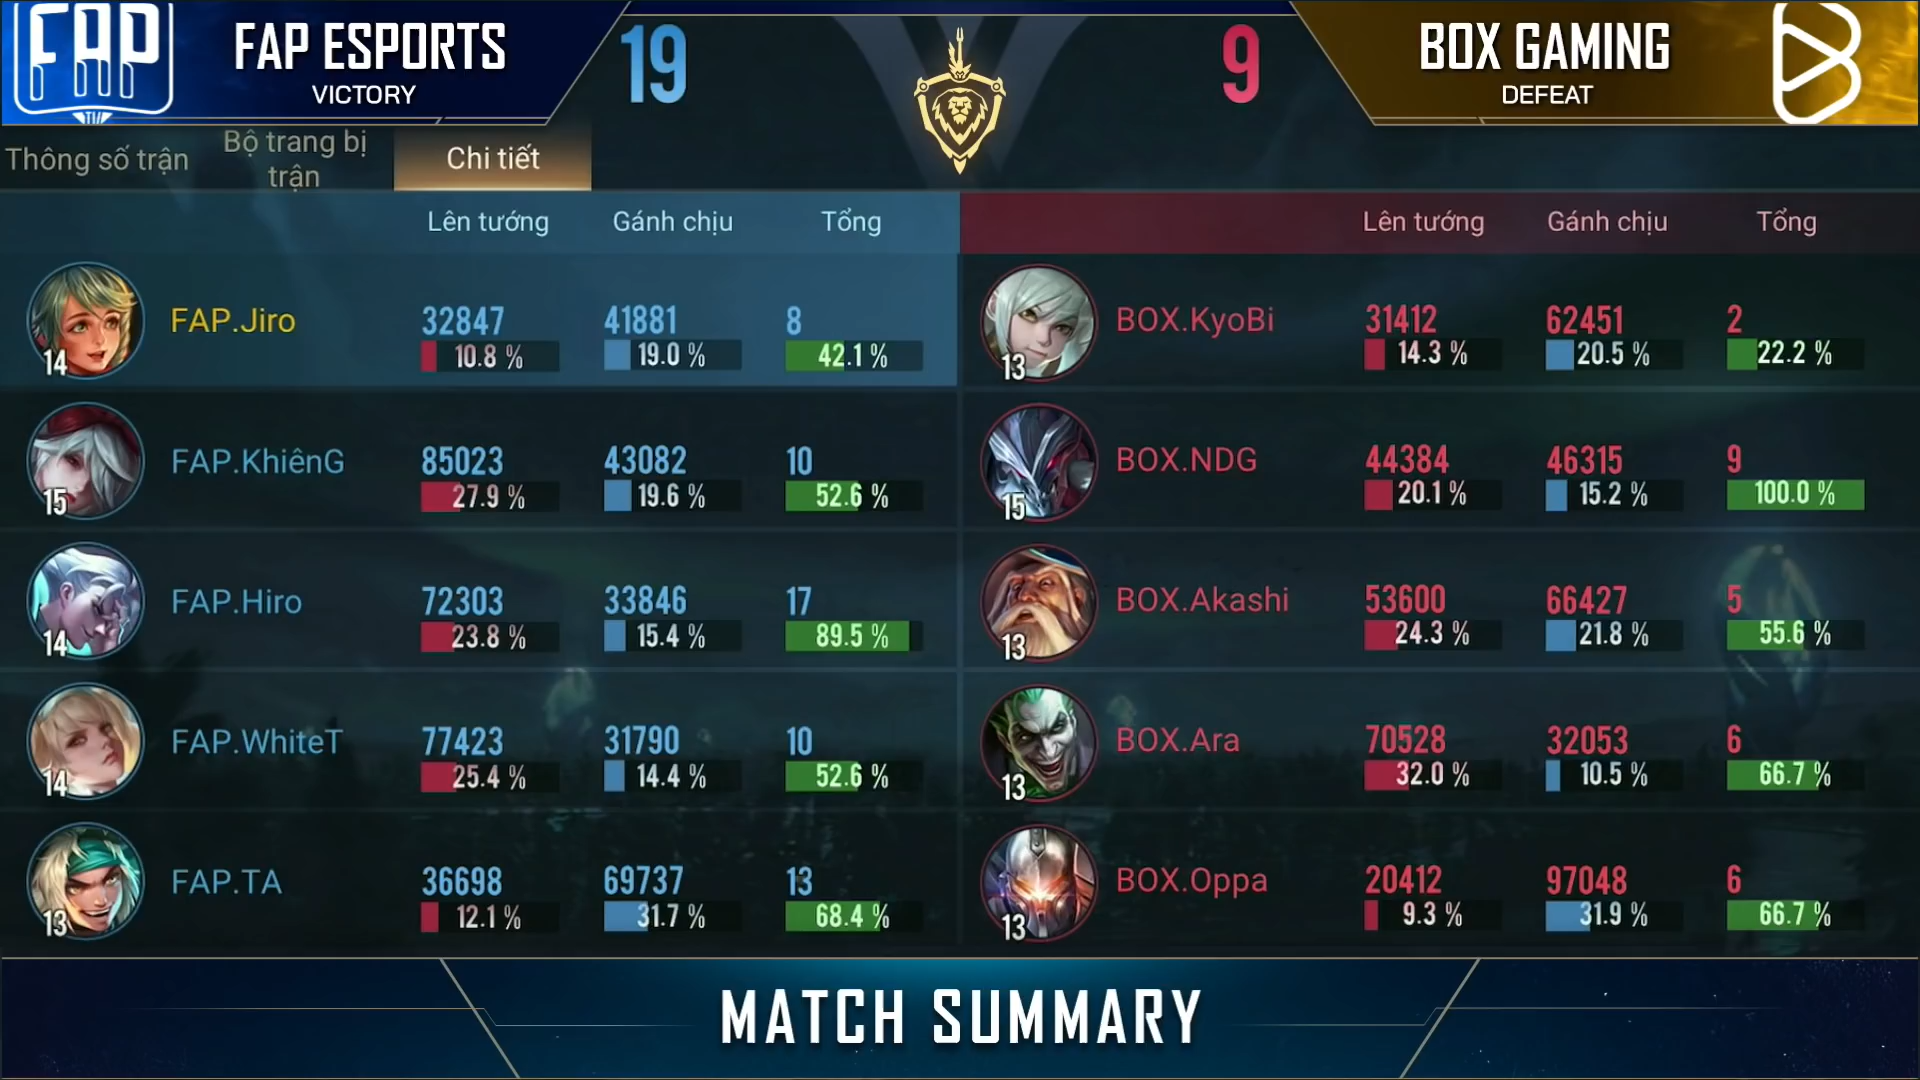 FAP
TV
FAP ESPORTS
VICTORY
19
9
BOX GAMING
DEFEAT
Thông số trận
Bộ trang bị
trận
Chi tiết
Lên tướng Gánh chịu Tổng
Lên tướng Gánh chịu Tổng
14 FAP.Jiro 32847 41881 8
10.8 % 19.0 % 42.1 %
13 BOX.KyoBi 31412 62451 2
14.3 % 20.5 % 22.2 %
15 FAP.KhiênG 85023 43082 10
27.9 % 19.6 % 52.6 %
15 BOX.NDG 44384 46315 9
20.1 % 15.2 % 100.0 %
14 FAP.Hiro 72303 33846 17
23.8 % 15.4 % 89.5 %
13 BOX.Akashi 53600 66427 5
24.3 % 21.8 % 55.6 %
14 FAP.WhiteT 77423 31790 10
25.4 % 14.4 % 52.6 %
13 BOX.Ara 70528 32053 6
32.0 % 10.5 % 66.7 %
13 FAP.TA 36698 69737 13
12.1 % 31.7 % 68.4 %
13 BOX.Oppa 20412 97048 6
9.3 % 31.9 % 66.7 %
MATCH SUMMARY